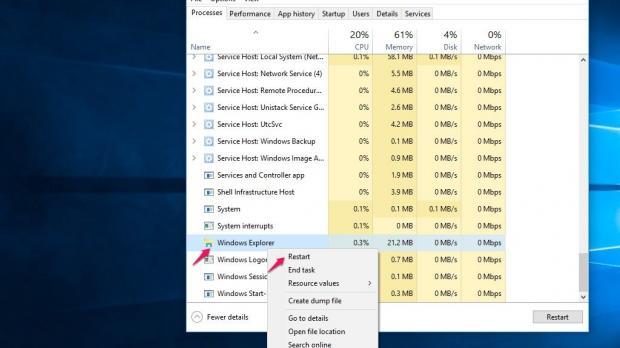 File Options View
Processes Performance App history Startup Users Details Services
20% 61% 4% 0%
Name CPU Memory Disk Network
Service Host: Local System (Net... 0.1% 58.1 MB 0.1 MB/s 0 Mbps
Service Host: Network Service (4) 0% 5.5 MB 0 MB/s 0 Mbps
Service Host: Remote Procedur... 0% 4.6 MB 0 MB/s 0 Mbps
Service Host: Unistack Service G... 0% 2.6 MB 0 MB/s 0 Mbps
Service Host: UtcSvc 0% 4.2 MB 0 MB/s 0 Mbps
Service Host: Windows Backup 0% 0.1 MB 0 MB/s 0 Mbps
Service Host: Windows Image A... 0% 0.9 MB 0 MB/s 0 Mbps
Services and Controller app 0% 1.9 MB 0 MB/s 0 Mbps
Shell Infrastructure Host 0% 3.9 MB 0 MB/s 0 Mbps
System 0.1% 0.1 MB 0.1 MB/s 0 Mbps
System interrupts 0.1% 0 MB 0 MB/s 0 Mbps
Windows Explorer 0.3% 21.2 MB 0 MB/s 0 Mbps
Windows Logon 0.7 MB 0 MB/s 0 Mbps
Windows Sessio 0.1 MB 0 MB/s 0 Mbps
Windows Start- 0.3 MB 0 MB/s 0 Mbps
Restart
End task
Resource values
Create dump file
Go to details
Open file location
Search online
Fewer details Restart